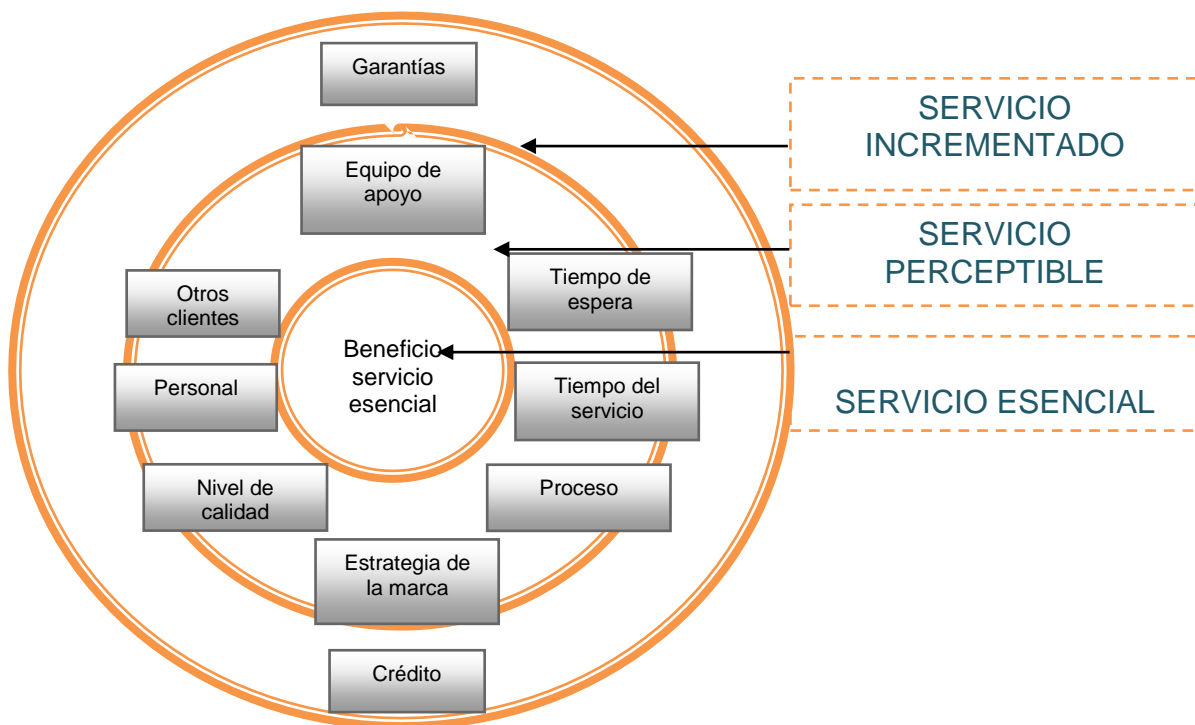 Garantías
SERVICIO
INCREMENTADO
Equipo de
apoyo
SERVICIO
PERCEPTIBLE
Tiempo de
espera
Otros
clientes
Beneficio
servicio
esencial
Personal
Tiempo del
servicio
SERVICIO ESENCIAL
Nivel de
calidad
Proceso
Estrategia de
la marca
Crédito